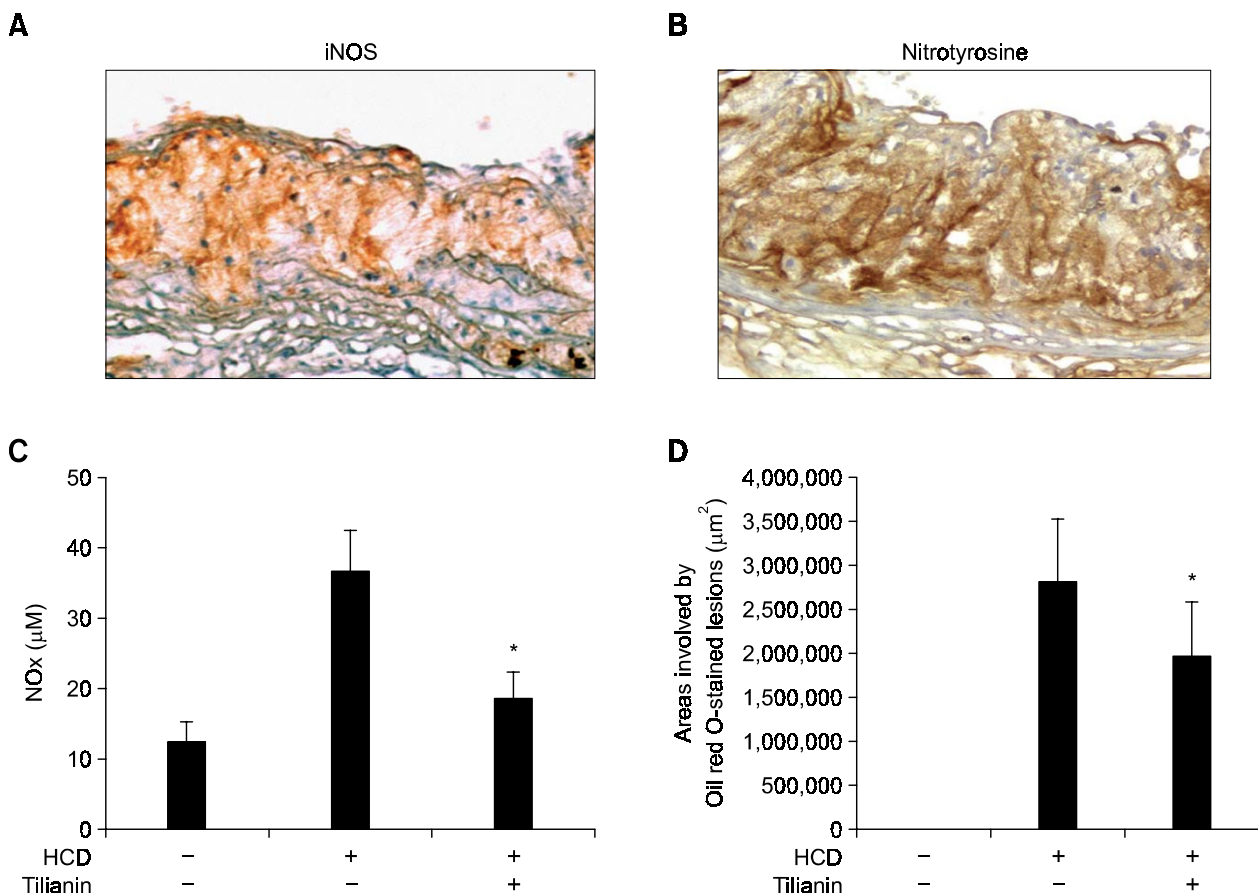 A
iNOS
B
Nitrotyrosine
C
50
40
30
20
10
0
NOx (μM)
*
HCD − + +
Tilianin − − +
D
4,000,000
3,500,000
3,000,000
2,500,000
2,000,000
1,500,000
1,000,000
500,000
0
Areas involved by
Oil red O-stained lesions (μm²)
*
HCD − + +
Tilianin − − +